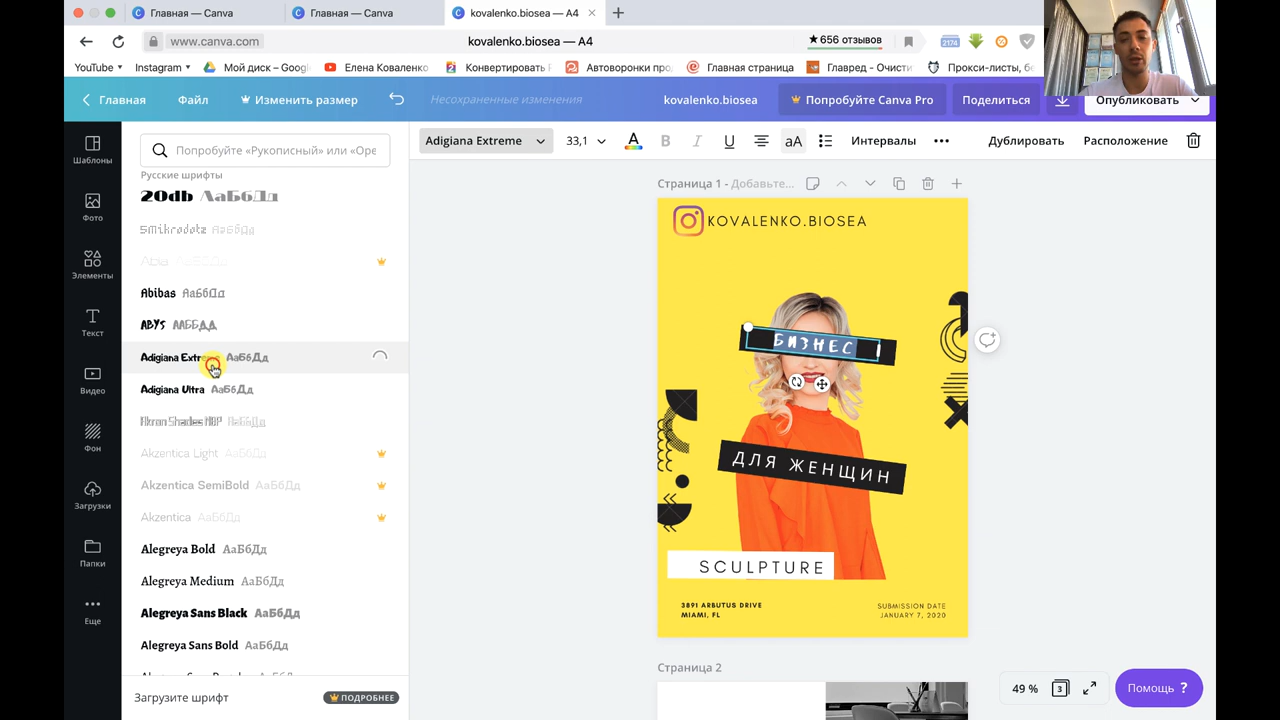 Главная — Canva
Главная — Canva
kovalenko.biosea — A4
www.canva.com
kovalenko.biosea — A4
★656 отзывов
2174
YouTube
Instagram
Мой диск – Googl
Елена Коваленко
Конвертировать F
Автоворонки про
Главная страница
Главред - Очисти
Прокси-листы, бе
Главная
Файл
Изменить размер
Несохраненные изменения
kovalenko.biosea
Попробуйте Canva Pro
Поделиться
Опубликовать
Adigiana Extreme
33,1
A
B
I
U
aA
Интервалы
Дублировать
Расположение
Шаблоны
Фото
Элементы
Текст
Видео
Фон
Загрузки
Папки
Еще
Попробуйте «Рукописный» или «Оре
Русские шрифты
20db АаБбДд
5Mikrodotz АаБбДд
Abia АаБбДд
Abibas АаБбДд
ABYS ААББДД
Adigiana Extre АаБбДд
Adigiana Ultra АаБбДд
АаБбДд
Akzentica Light АаБбДд
Akzentica SemiBold АаБбДд
Akzentica АаБбДд
Alegreya Bold АаБбДд
Alegreya Medium АаБбДд
Alegreya Sans Black АаБбДд
Alegreya Sans Bold АаБбДд
Загрузите шрифт
ПОДРОБНЕЕ
Страница 1 - Добавьте...
KOVALENKO.BIOSEA
БИЗНЕС
ДЛЯ ЖЕНЩИН
SCULPTURE
3891 ARBUTUS DRIVE
MIAMI, FL
SUBMISSION DATE
JANUARY 7, 2020
Страница 2
49 %
3
Помощь ?